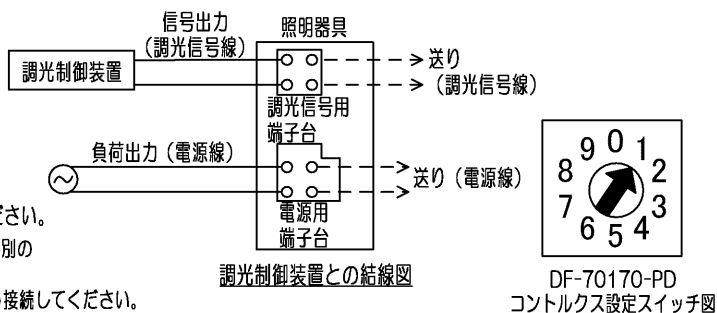 信号出力
(調光信号線)
照明器具
調光制御装置
送り
(調光信号線)
調光信号用
端子台
負荷出力(電源線)
送り(電源線)
電源用
端子台
ださい。
別の
接続してください。
調光制御装置との結線図
0
1
2
3
4
5
6
7
8
9
DF-70170-PD
コントルクス設定スイッチ図